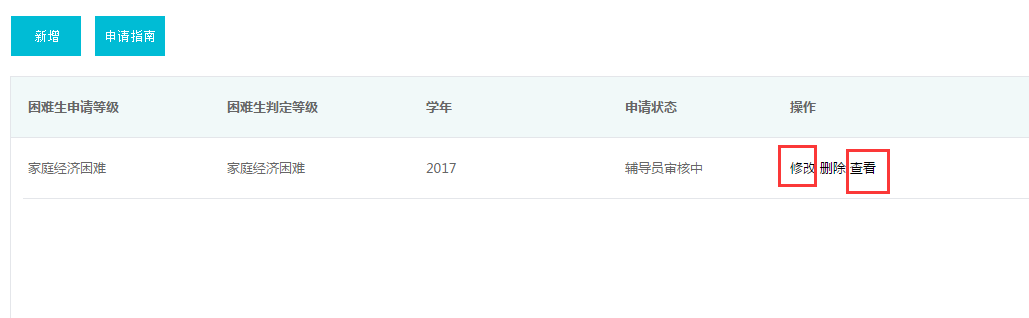 新增 申请指南
困难生申请等级 困难生判定等级 学年 申请状态 操作
家庭经济困难 家庭经济困难 2017 辅导员审核中 修改 删除 查看